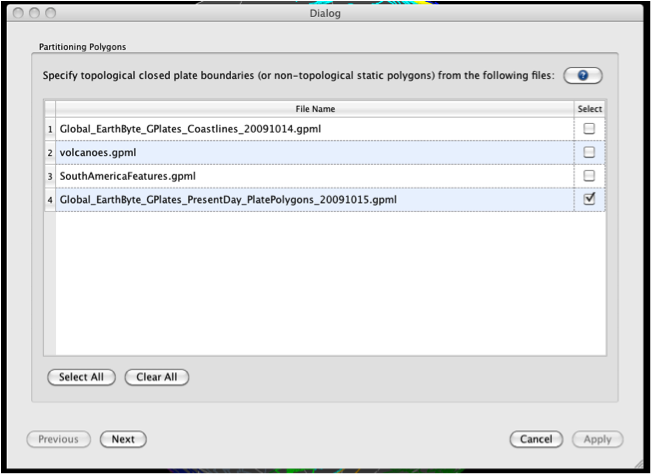 Dialog
Partitioning Polygons
Specify topological closed plate boundaries (or non-topological static polygons) from the following files: ?
File Name Select
1 Global_EarthByte_GPlates_Coastlines_20091014.gpml
2 volcanoes.gpml
3 SouthAmericaFeatures.gpml
4 Global_EarthByte_GPlates_PresentDay_PlatePolygons_20091015.gpml
Select All Clear All
Previous Next Cancel Apply